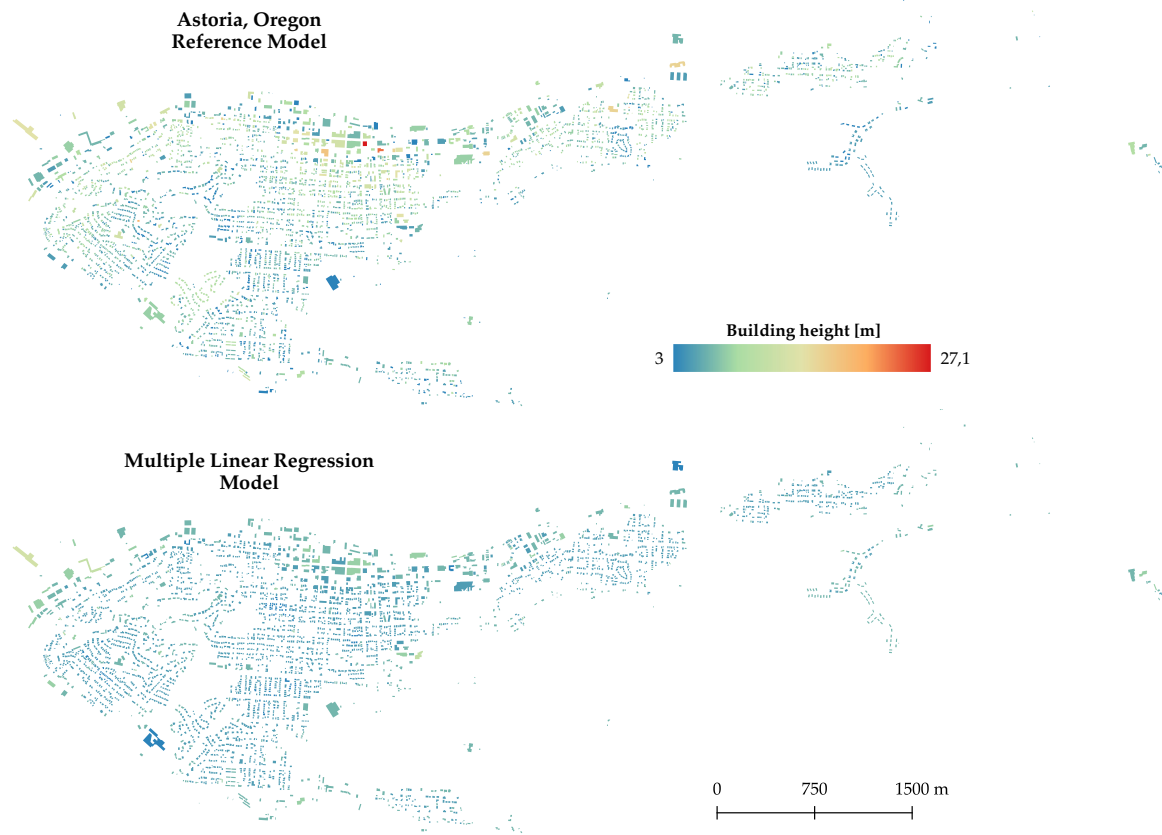 Astoria, Oregon
Reference Model
Building height [m]
3
27,1
Multiple Linear Regression
Model
0
750
1500 m